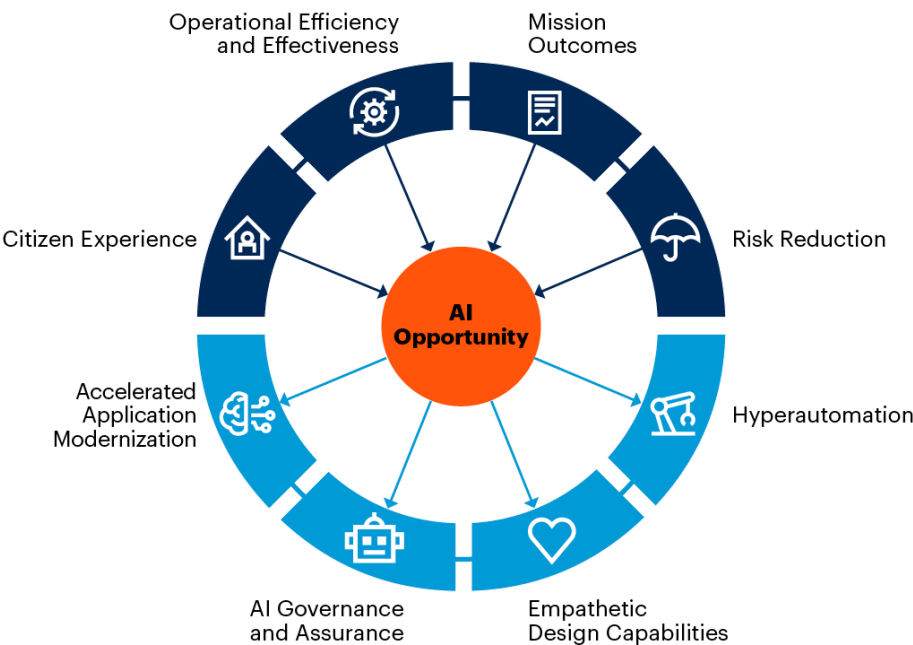 Operational Efficiency
and Effectiveness
Mission
Outcomes
Citizen Experience
Risk Reduction
AI
Opportunity
Accelerated
Application
Modernization
Hyperautomation
AI Governance
and Assurance
Empathetic
Design Capabilities